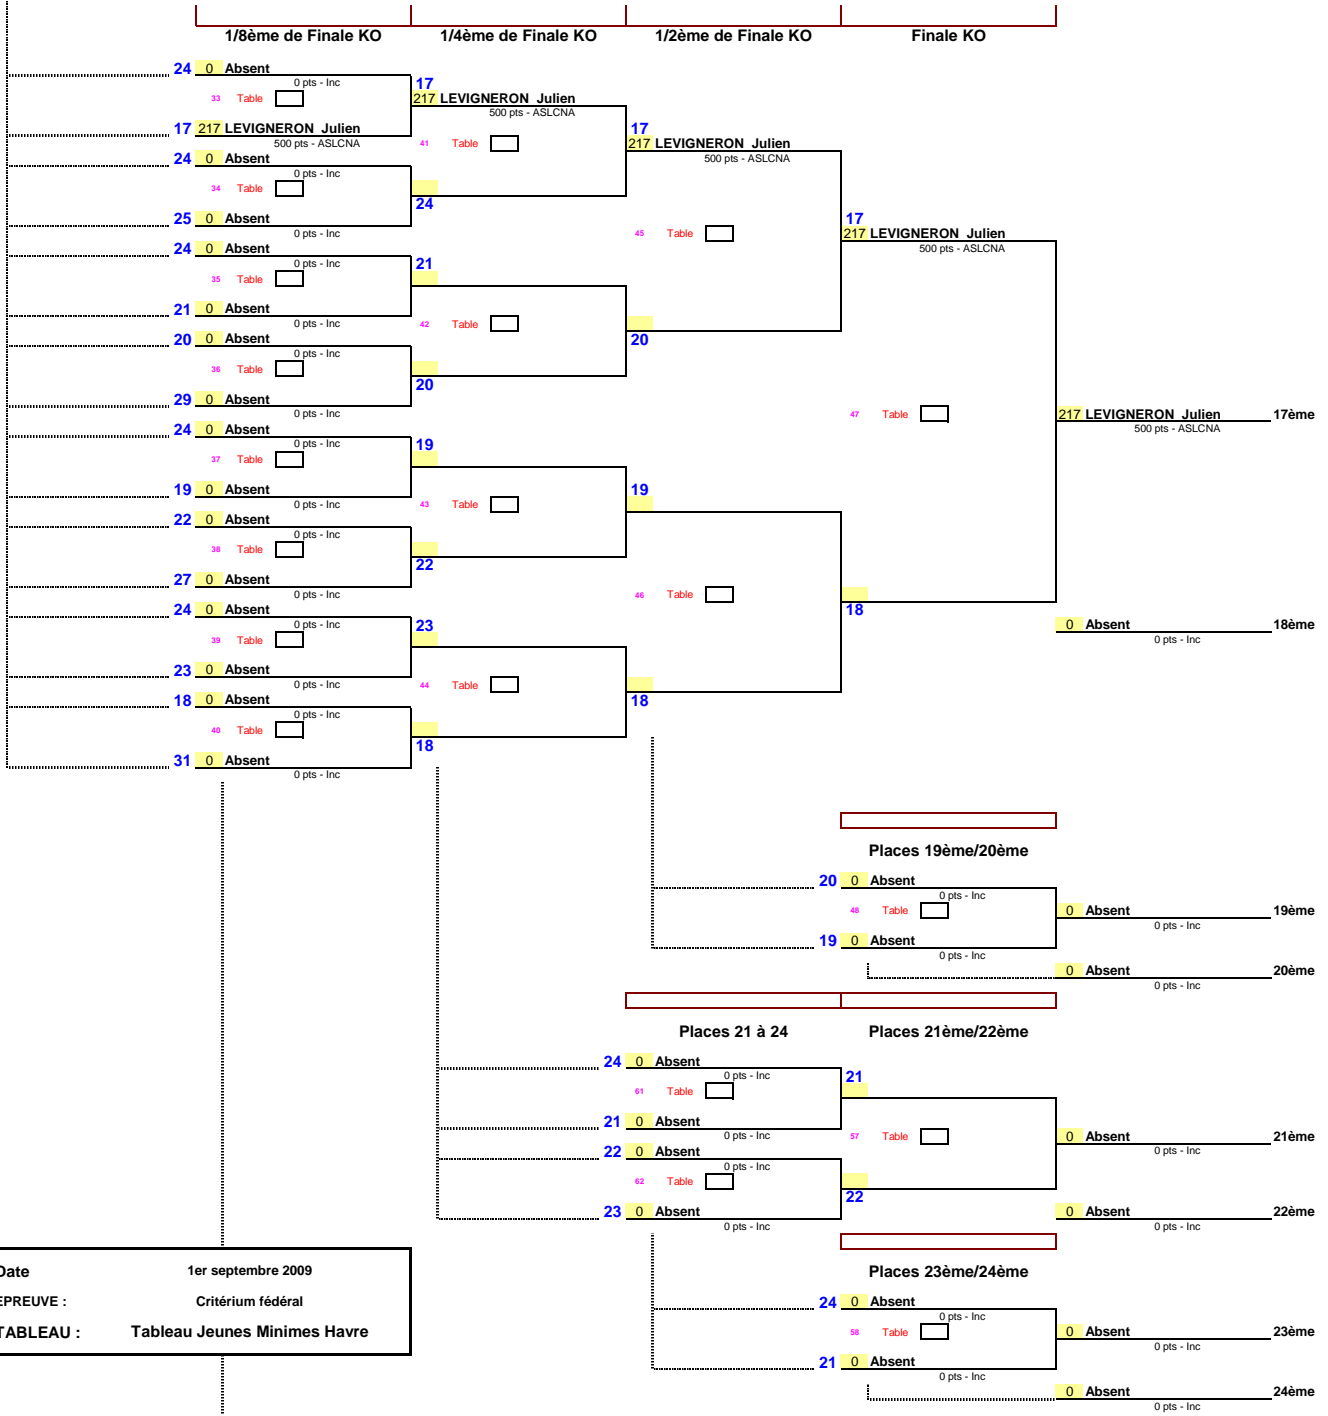 1/8ème de Finale KO 1/4ème de Finale KO 1/2ème de Finale KO Finale KO
24 0 Absent
0 pts - Inc
17
33 Table
217 LEVIGNERON Julien
500 pts - ASLCNA
17 217 LEVIGNERON Julien
500 pts - ASLCNA
17
41 Table
217 LEVIGNERON Julien
500 pts - ASLCNA
24 0 Absent
0 pts - Inc
34 Table
24
25 0 Absent
0 pts - Inc
17
45 Table
217 LEVIGNERON Julien
500 pts - ASLCNA
24 0 Absent
0 pts - Inc
21
35 Table
21 0 Absent
0 pts - Inc
42 Table
20 0 Absent
0 pts - Inc
20
36 Table
20
29 0 Absent
0 pts - Inc
47 Table
217 LEVIGNERON Julien 17ème
500 pts - ASLCNA
24 0 Absent
0 pts - Inc
19
37 Table
19 0 Absent
0 pts - Inc
19
43 Table
22 0 Absent
0 pts - Inc
38 Table
22
27 0 Absent
0 pts - Inc
46 Table
24 0 Absent
0 pts - Inc
18
23
0 Absent 18ème
0 pts - Inc
39 Table
23 0 Absent
0 pts - Inc
44 Table
18 0 Absent
0 pts - Inc
18
40 Table
18
31 0 Absent
0 pts - Inc
Places 19ème/20ème
20 0 Absent
0 pts - Inc
48 Table
0 Absent 19ème
0 pts - Inc
19 0 Absent
0 pts - Inc
0 Absent 20ème
0 pts - Inc
Places 21 à 24 Places 21ème/22ème
24 0 Absent
0 pts - Inc
21
61 Table
21 0 Absent
0 pts - Inc
57 Table
0 Absent 21ème
0 pts - Inc
22 0 Absent
0 pts - Inc
62 Table
22
23 0 Absent
0 pts - Inc
0 Absent 22ème
0 pts - Inc
Date 1er septembre 2009
Places 23ème/24ème
EPREUVE : Critérium fédéral
24 0 Absent
0 pts - Inc
TABLEAU : Tableau Jeunes Minimes Havre
58 Table
0 Absent 23ème
0 pts - Inc
21 0 Absent
0 pts - Inc
0 Absent 24ème
0 pts - Inc